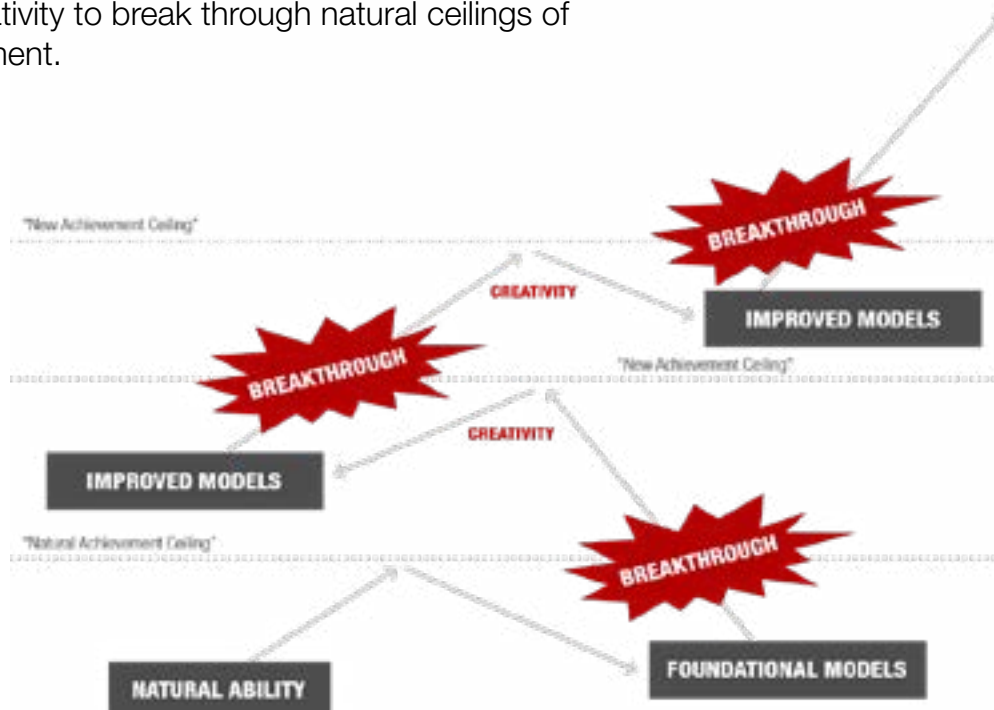 ativity to break through natural ceilings of
nent.
"New Achievement Ceiling"
BREAKTHROUGH
CREATIVITY
IMPROVED MODELS
BREAKTHROUGH
"New Achievement Ceiling"
CREATIVITY
IMPROVED MODELS
"Natural Achievement Ceiling"
BREAKTHROUGH
FOUNDATIONAL MODELS
NATURAL ABILITY